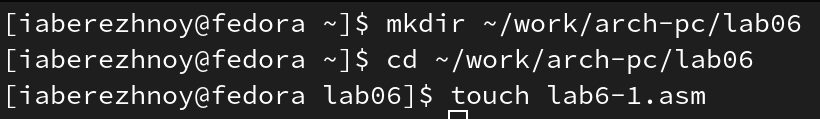 [iaberezhnoy@fedora ~]$ mkdir ~/work/arch-pc/lab06
[iaberezhnoy@fedora ~]$ cd ~/work/arch-pc/lab06
[iaberezhnoy@fedora lab06]$ touch lab6-1.asm